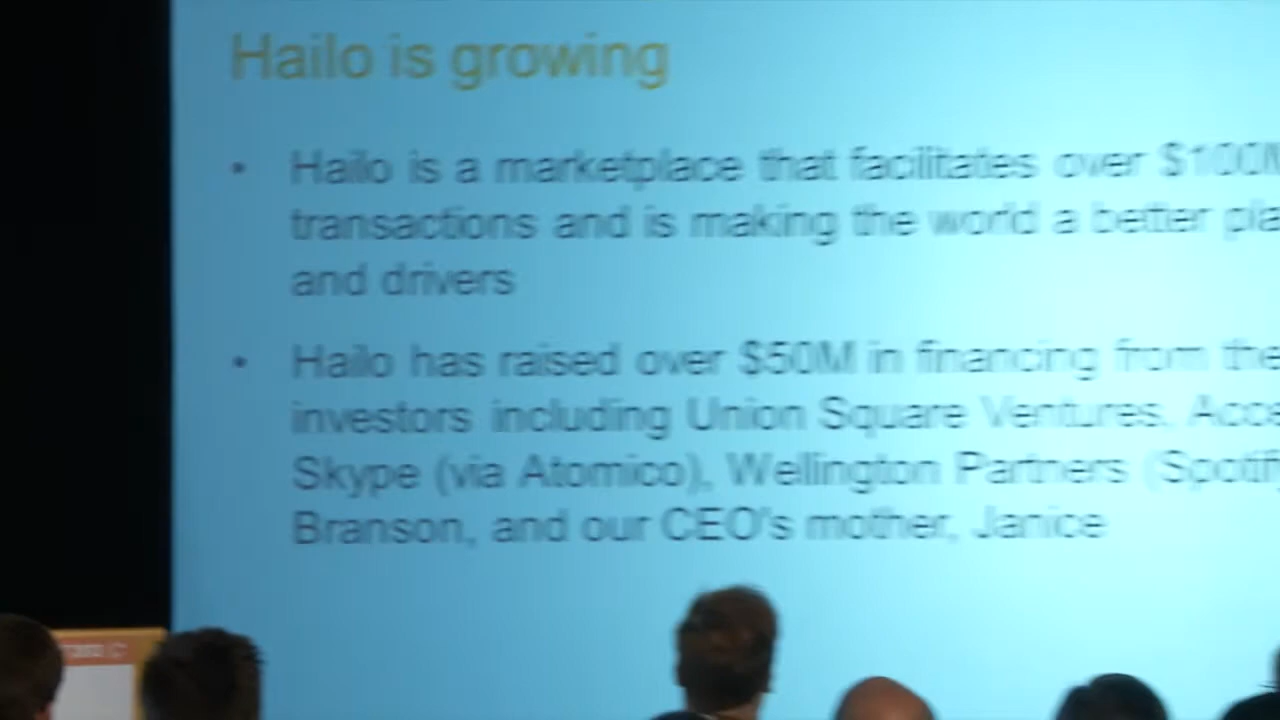 Hailo is growing
• Hailo is a marketplace that facilitates over $100M
transactions and is making the world a better
and drivers
• Hailo has raised over $50M in financing from the
investors including Union Square Ventures,
Skype (via Atomico), Wellington Partners
Branson, and our CEO's mother, Janice